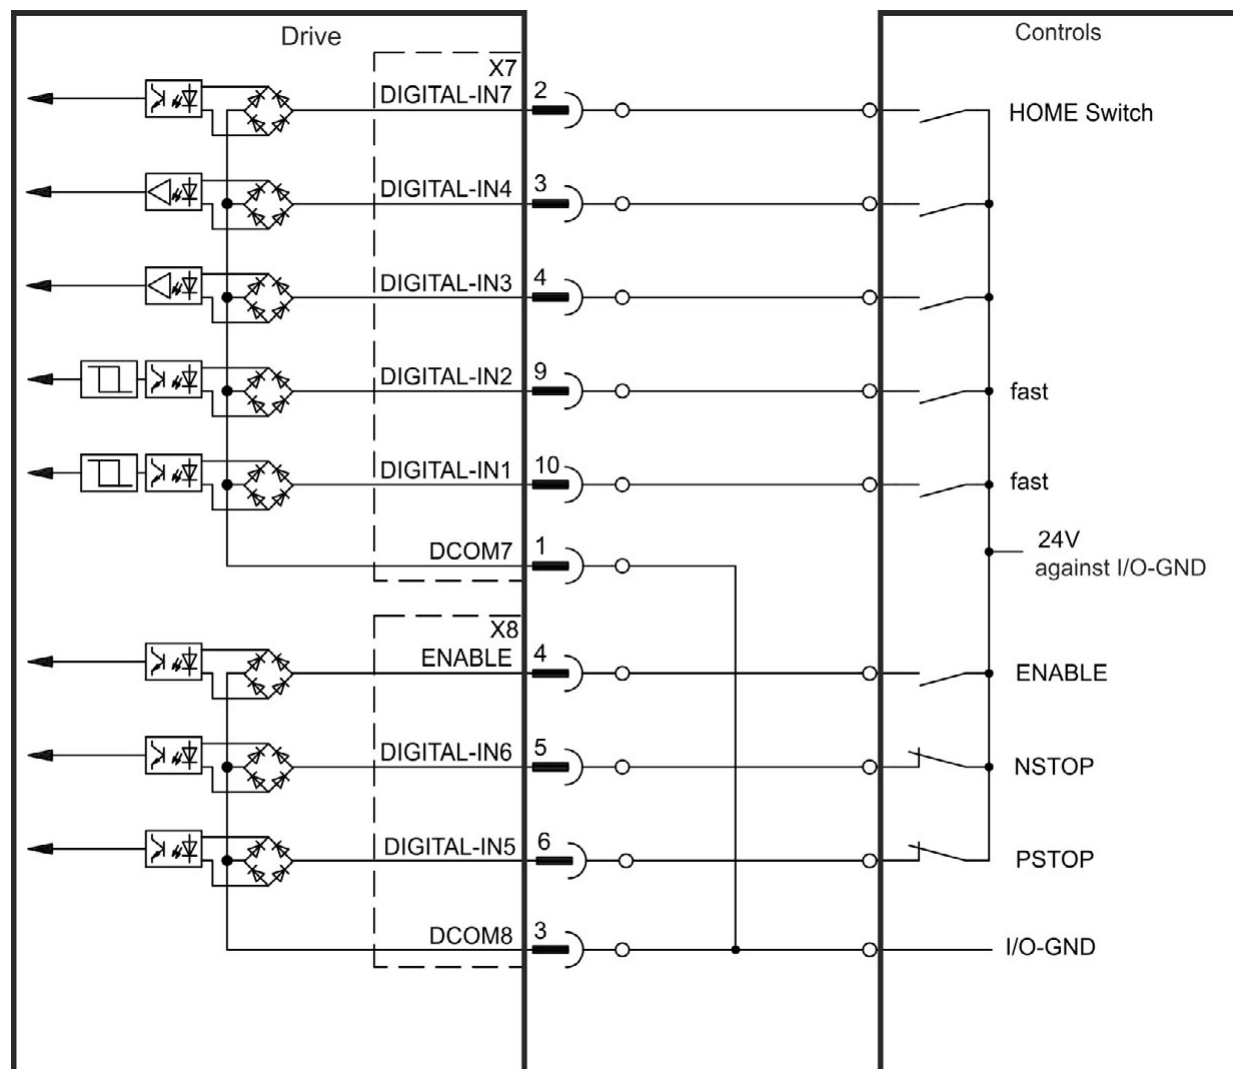 Drive
Controls
X7
DIGITAL-IN7 2
HOME Switch
DIGITAL-IN4 3
DIGITAL-IN3 4
DIGITAL-IN2 9
fast
DIGITAL-IN1 10
fast
DCOM7 1
24V
against I/O-GND
X8
ENABLE 4
ENABLE
DIGITAL-IN6 5
NSTOP
DIGITAL-IN5 6
PSTOP
DCOM8 3
I/O-GND